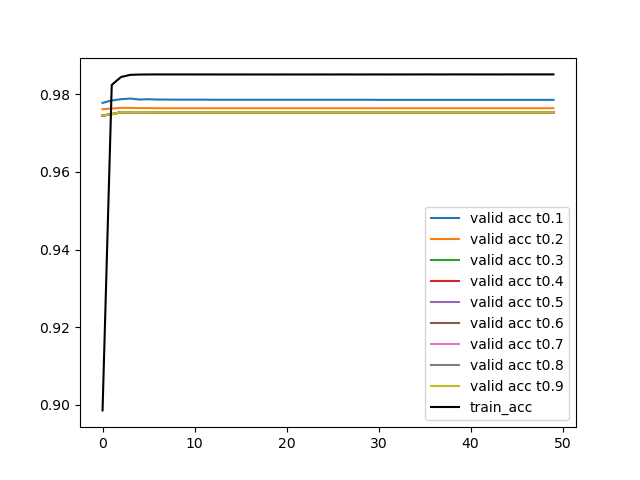 0.98
0.96
0.94
0.92
0.90
valid acc t0.1
valid acc t0.2
valid acc t0.3
valid acc t0.4
valid acc t0.5
valid acc t0.6
valid acc t0.7
valid acc t0.8
valid acc t0.9
train_acc
0 10 20 30 40 50